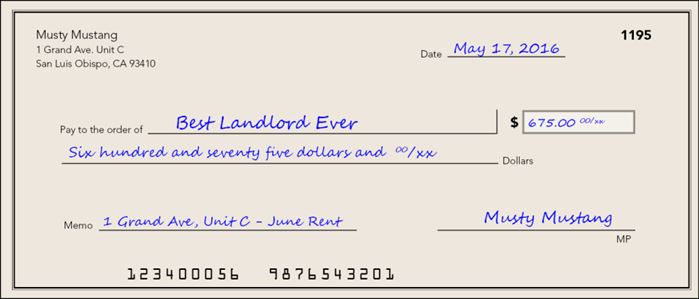 Musty Mustang
1 Grand Ave. Unit C
San Luis Obispo, CA 93410
1195
Date May 17, 2016
Pay to the order of Best Landlord Ever $ 675.00 00/xx
Six hundred and seventy five dollars and 00/xx Dollars
Memo 1 Grand Ave, Unit C - June Rent Musty Mustang
MP
123400056 9876543201